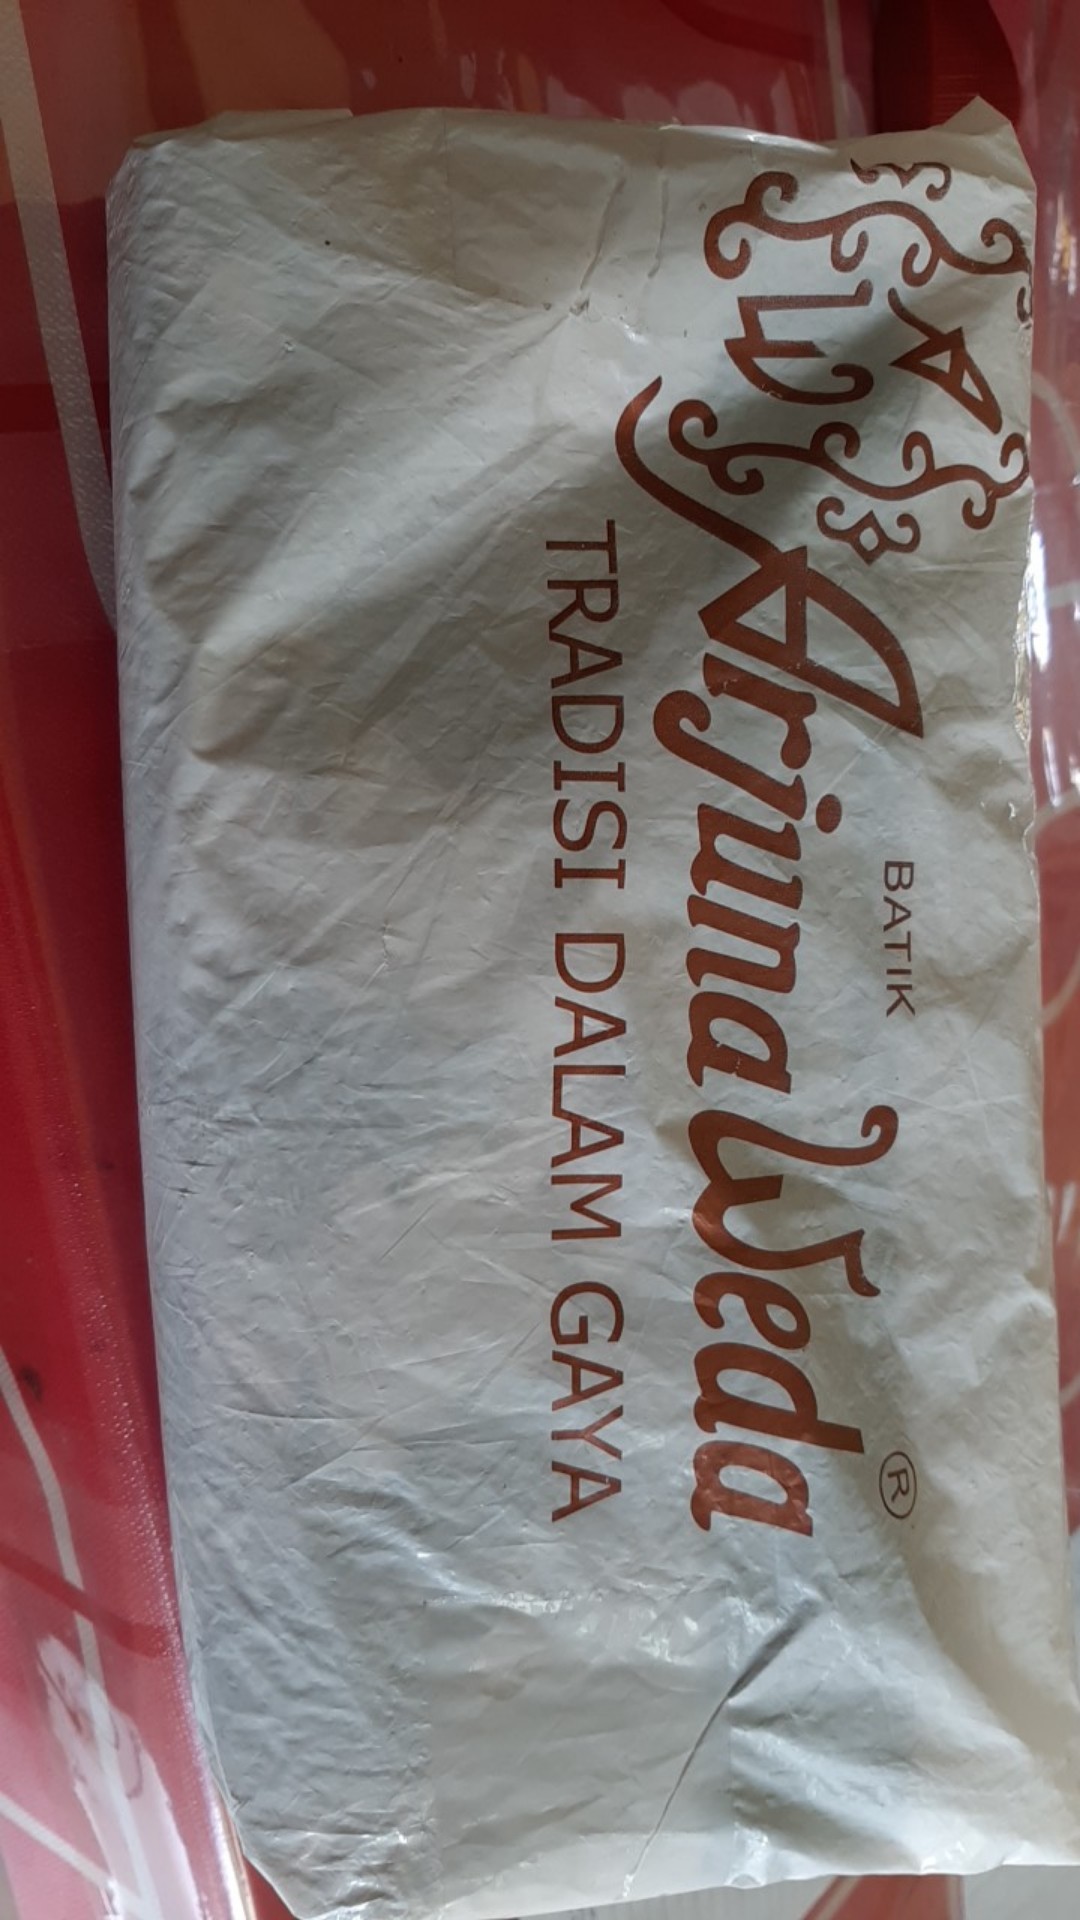 A
W
BATIK
Arjuna Weda ®
TRADISI DALAM GAYA